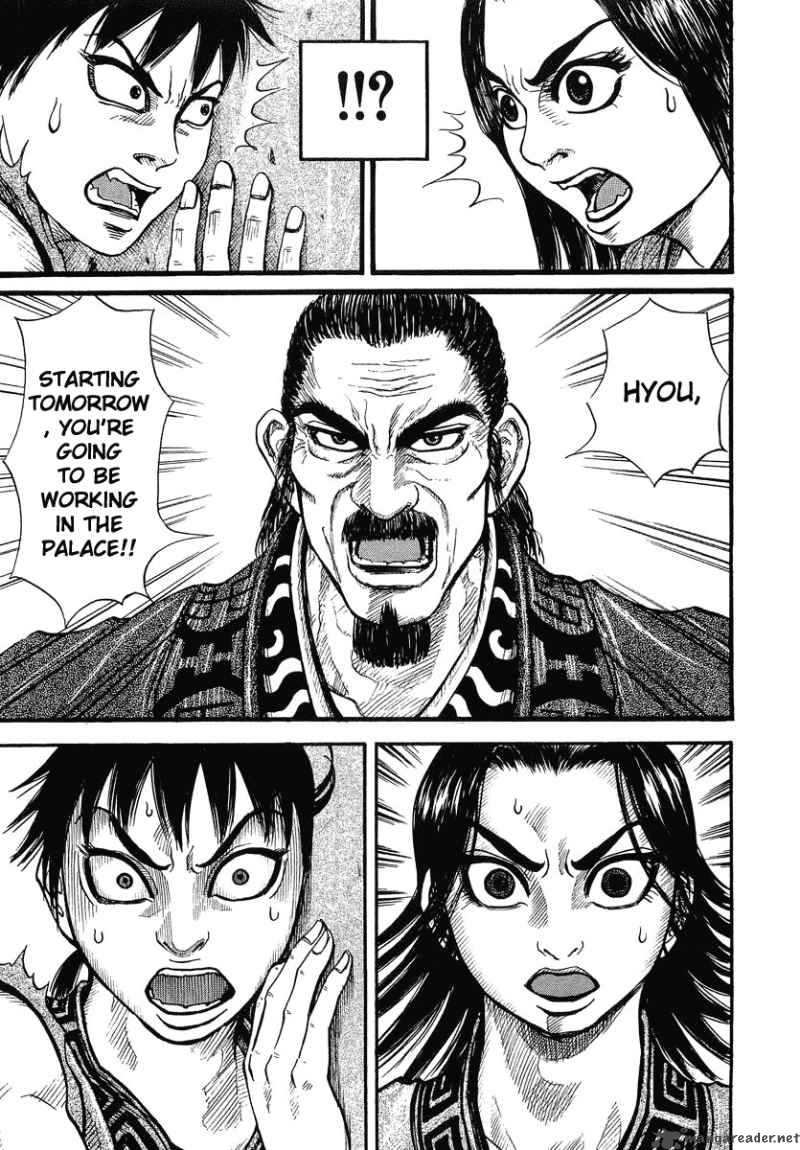 !!?
HYOU,
STARTING
TOMORROW
, YOU'RE
GOING
TO BE
WORKING
IN THE
PALACE!!
mangareader.net